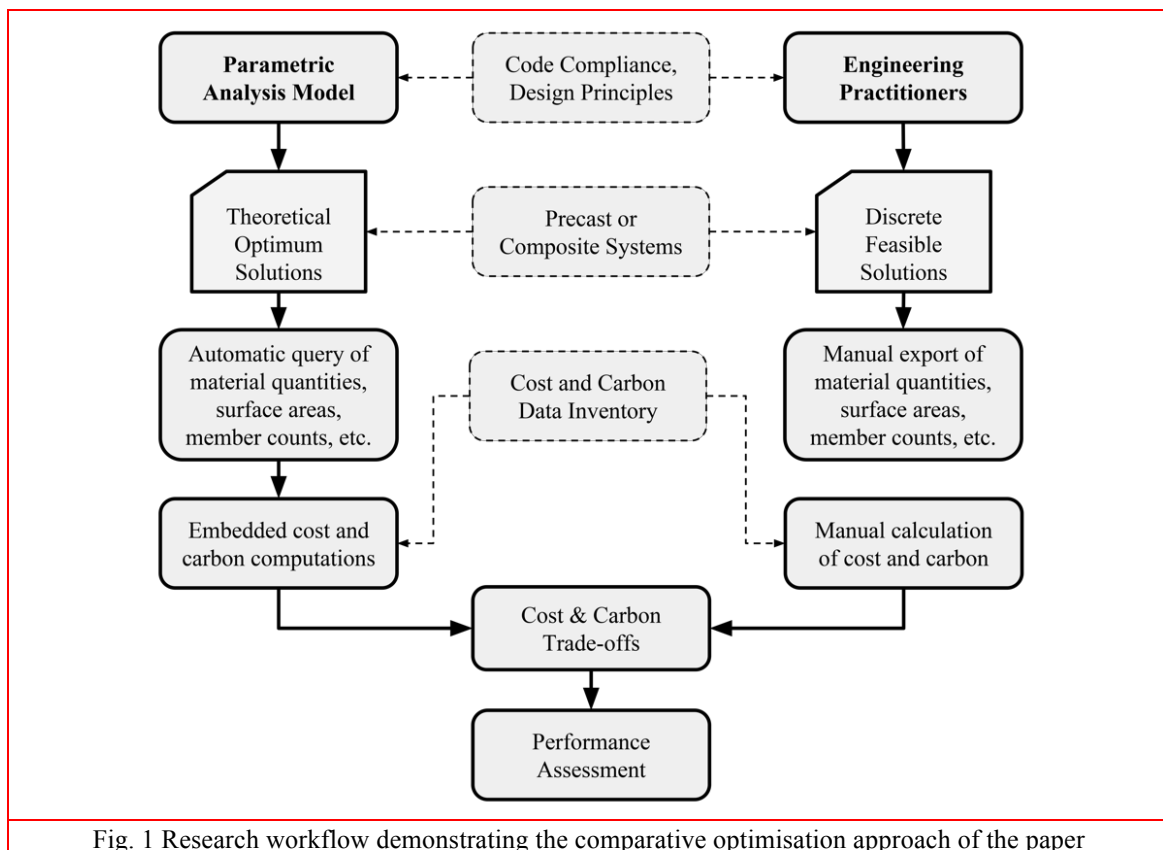 Parametric
Analysis Model
Code Compliance,
Design Principles
Engineering
Practitioners
Theoretical
Optimum
Solutions
Precast or
Composite Systems
Discrete
Feasible
Solutions
Automatic query of
material quantities,
surface areas,
member counts, etc.
Cost and Carbon
Data Inventory
Manual export of
material quantities,
surface areas,
member counts, etc.
Embedded cost and
carbon computations
Manual calculation
of cost and carbon
Cost & Carbon
Trade-offs
Performance
Assessment
Fig. 1 Research workflow demonstrating the comparative optimisation approach of the paper